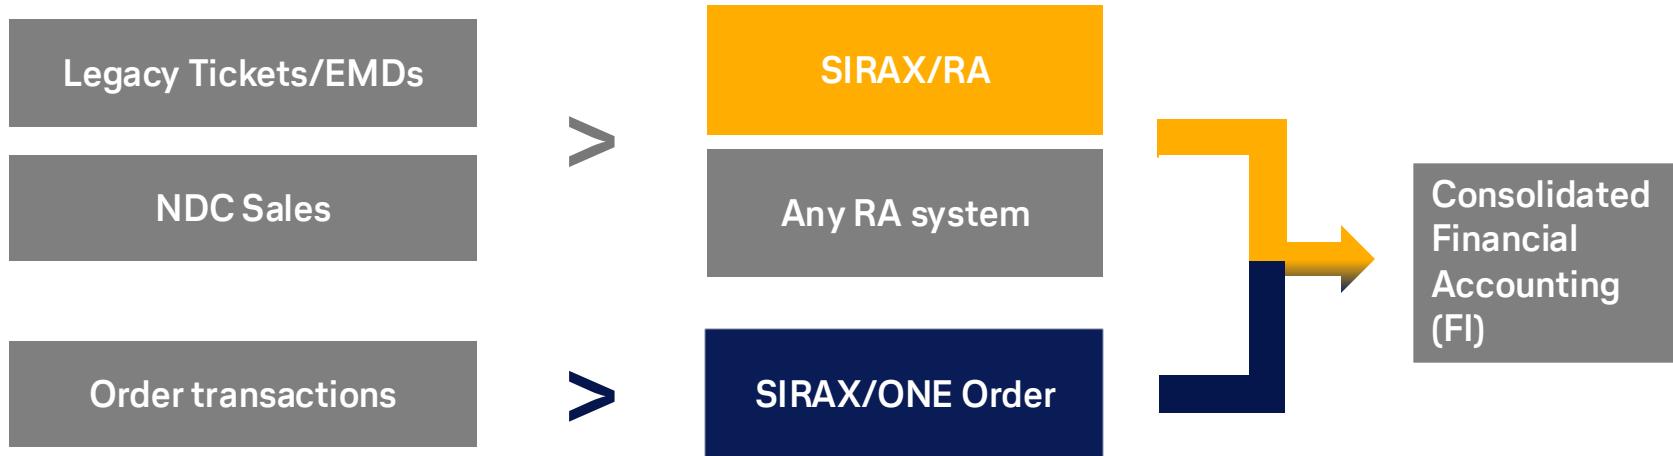 Legacy Tickets/EMDs
NDC Sales
>
SIRAX/RA
Any RA system
Order transactions
>
SIRAX/ONE Order
Consolidated
Financial
Accounting
(FI)